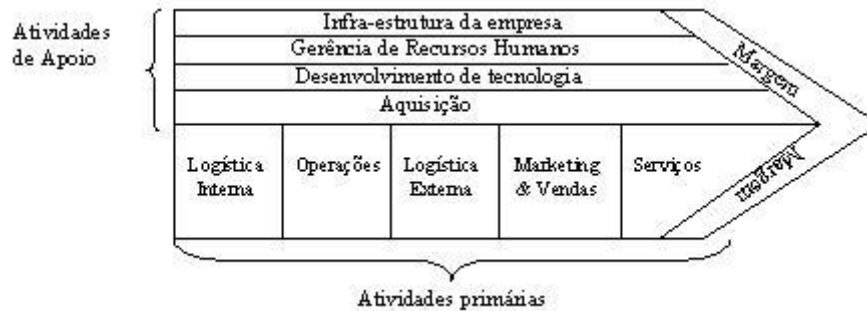 Atividades
de Apoio
Infra-estrutura da empresa
Gerência de Recursos Humanos
Desenvolvimento de tecnologia
Aquisição
Margem
Logística
Interna
Operações
Logística
Externa
Marketing
& Vendas
Serviços
Margem
Atividades primárias